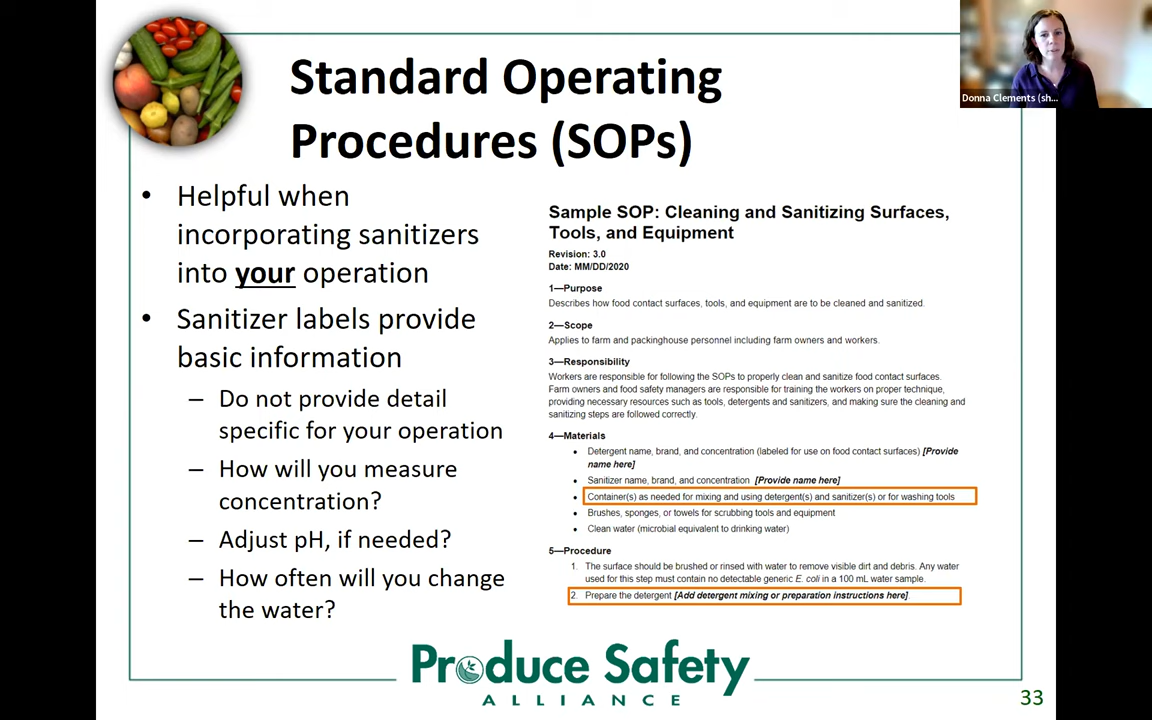 Standard Operating
Procedures (SOPs)
• Helpful when
incorporating sanitizers
into your operation
• Sanitizer labels provide
basic information
– Do not provide detail
specific for your operation
– How will you measure
concentration?
– Adjust pH, if needed?
– How often will you change
the water?
Sample SOP: Cleaning and Sanitizing Surfaces,
Tools, and Equipment
Revision: 3.0
Date: MM/DD/2020
1—Purpose
Describes how food contact surfaces, tools, and equipment are to be cleaned and sanitized.
2—Scope
Applies to farm and packinghouse personnel including farm owners and workers.
3—Responsibility
Workers are responsible for following the SOPs to properly clean and sanitize food contact surfaces.
Farm owners and food safety managers are responsible for training the workers on proper technique,
providing necessary resources such as tools, detergents and sanitizers, and making sure the cleaning and
sanitizing steps are followed correctly.
4—Materials
• Detergent name, brand, and concentration (labeled for use on food contact surfaces) [Provide
name here]
• Sanitizer name, brand, and concentration [Provide name here]
• Container(s) as needed for mixing and using detergent(s) and sanitizer(s) or for washing tools
• Brushes, sponges, or towels for scrubbing tools and equipment
• Clean water (microbial equivalent to drinking water)
5—Procedure
1. The surface should be brushed or rinsed with water to remove visible dirt and debris. Any water
used for this step must contain no detectable generic E. coli in a 100 mL water sample.
2. Prepare the detergent [Add detergent mixing or preparation instructions here]
Produce Safety
ALLIANCE
33
Donna Clements (sh...